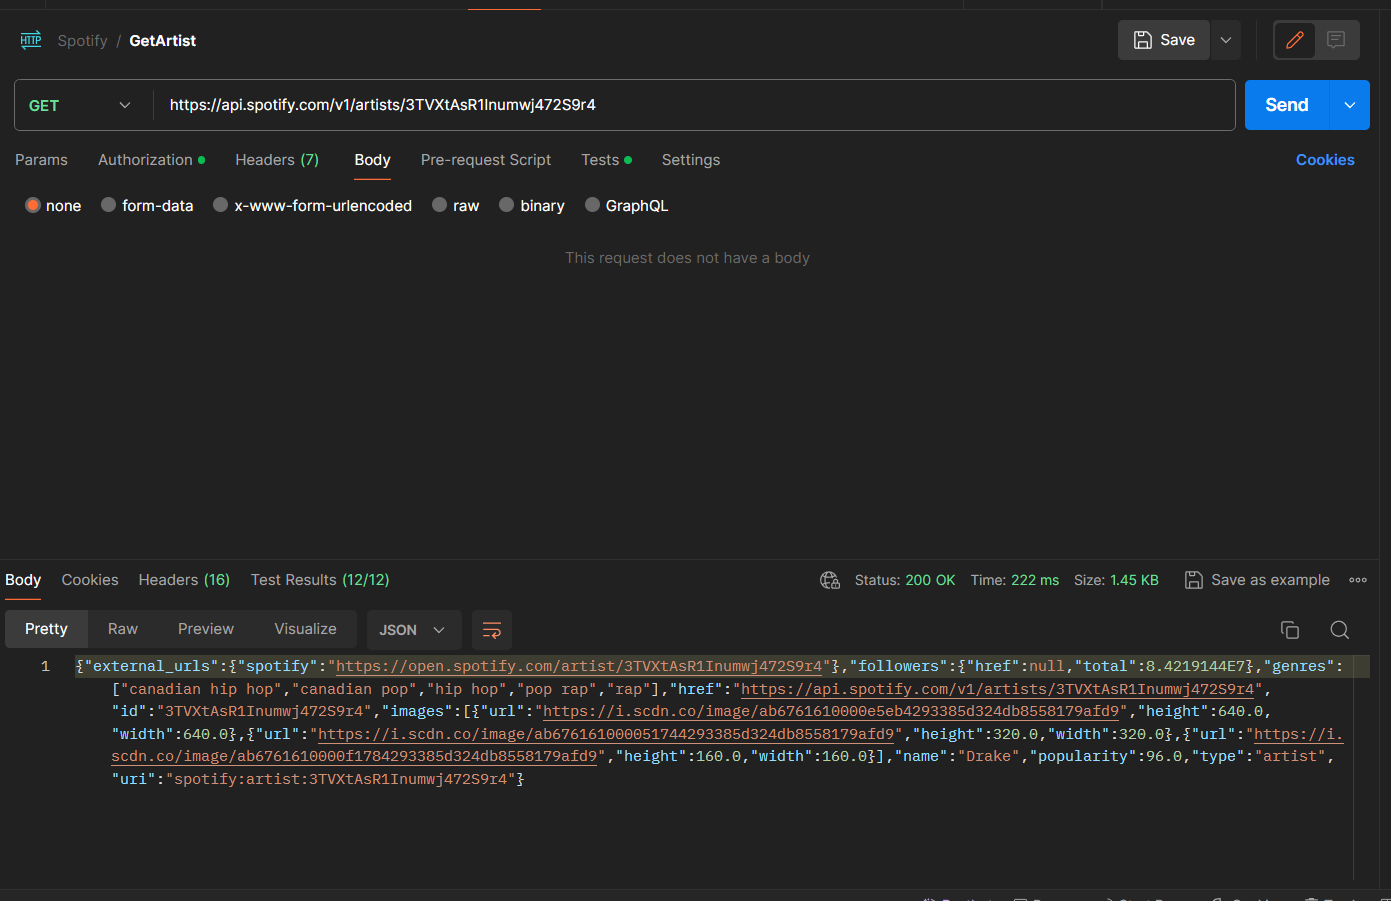 HTTP Spotify / GetArtist Save
GET https://api.spotify.com/v1/artists/3TVXtAsR1Inumwj472S9r4 Send
Params Authorization Headers (7) Body Pre-request Script Tests Settings Cookies
none form-data x-www-form-urlencoded raw binary GraphQL
This request does not have a body
Body Cookies Headers (16) Test Results (12/12) Status: 200 OK Time: 222 ms Size: 1.45 KB Save as example
Pretty Raw Preview Visualize JSON
1 {"external_urls":{"spotify":"https://open.spotify.com/artist/3TVXtAsR1Inumwj472S9r4"},"followers":{"href":null,"total":8.4219144E7},"genres":
["canadian hip hop","canadian pop","hip hop","pop rap","rap"],"href":"https://api.spotify.com/v1/artists/3TVXtAsR1Inumwj472S9r4",
"id":"3TVXtAsR1Inumwj472S9r4","images":[{"url":"https://i.scdn.co/image/ab6761610000e5eb4293385d324db8558179afd9","height":640.0,
"width":640.0},{"url":"https://i.scdn.co/image/ab676161000051744293385d324db8558179afd9","height":320.0,"width":320.0},{"url":"https://i.
scdn.co/image/ab6761610000f1784293385d324db8558179afd9","height":160.0,"width":160.0}],"name":"Drake","popularity":96.0,"type":"artist",
"uri":"spotify:artist:3TVXtAsR1Inumwj472S9r4"}